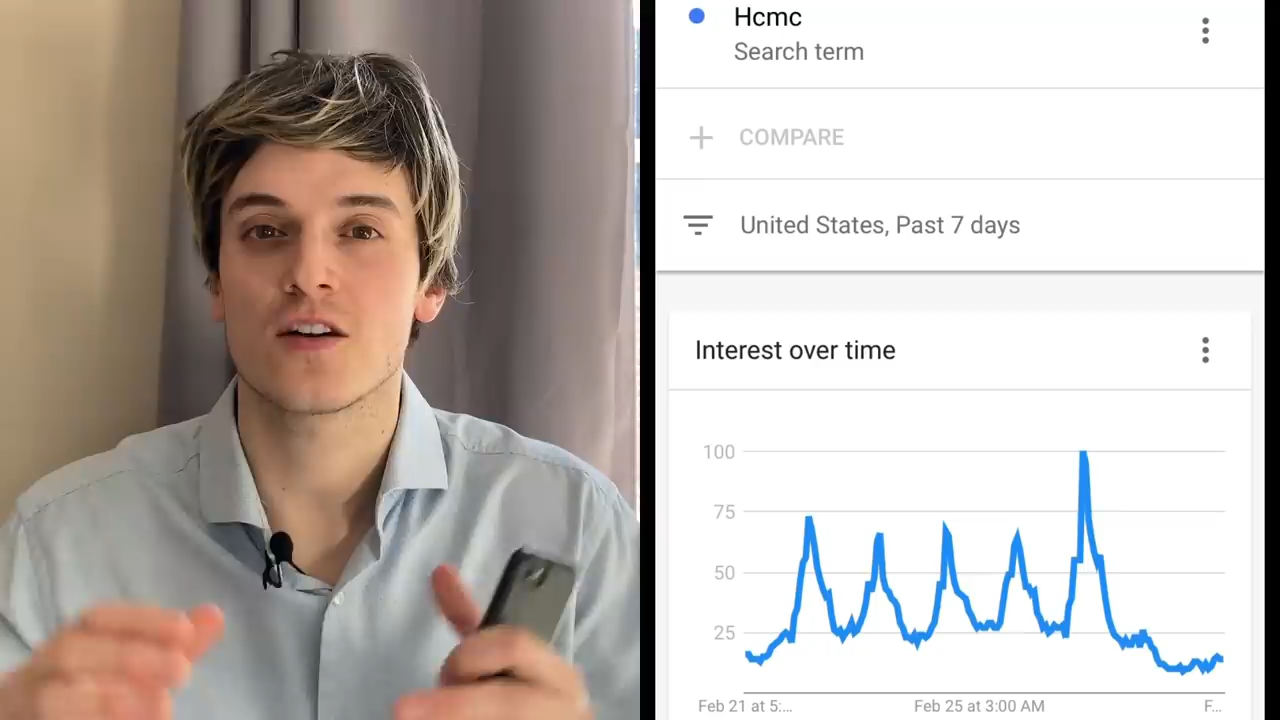 Hcmc
Search term
COMPARE
United States, Past 7 days
Interest over time
100
75
50
25
Feb 21 at 5:...
Feb 25 at 3:00 AM
F...